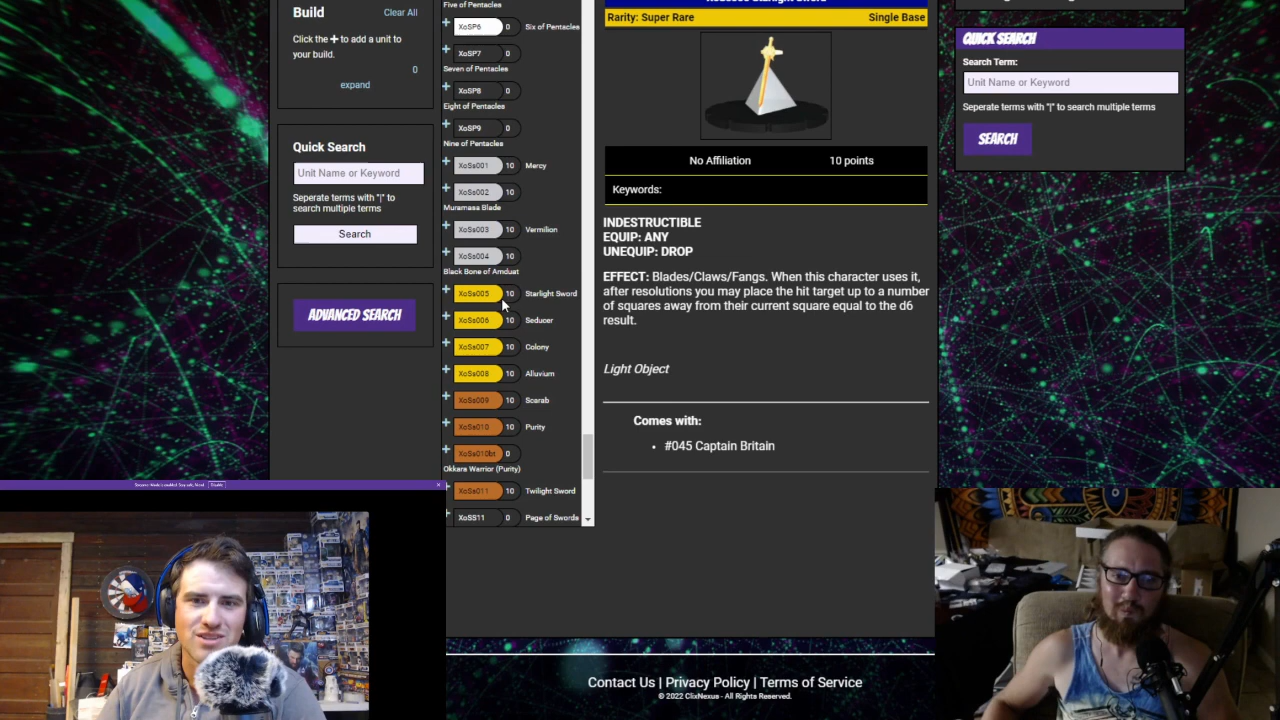 Build
Clear All
Click the + to add a unit to
your build.
0
expand
Quick Search
Unit Name or Keyword
Seperate terms with "|" to
search multiple terms
Search
ADVANCED SEARCH
Five of Pentacles
XoSP6 0 Six of Pentacles
XoSP7 0
Seven of Pentacles
XoSP8 0
Eight of Pentacles
XoSP9 0
Nine of Pentacles
XoSs001 10 Mercy
XoSs002 10
Muramasa Blade
XoSs003 10 Vermilion
XoSs004 10
Black Bone of Amduat
XoSs005 10 Starlight Sword
XoSs006 10 Seducer
XoSs007 10 Colony
XoSs008 10 Alluvium
XoSs009 10 Scarab
XoSs010 10 Purity
XoSs010bt 0
Okkara Warrior (Purity)
XoSs011 10 Twilight Sword
XoSS11 0 Page of Swords
Rarity: Super Rare
Single Base
No Affiliation
10 points
Keywords:
INDESTRUCTIBLE
EQUIP: ANY
UNEQUIP: DROP
EFFECT: Blades/Claws/Fangs. When this character uses it,
after resolutions you may place the hit target up to a number
of squares away from their current square equal to the d6
result.
Light Object
Comes with:
• #045 Captain Britain
QUICK SEARCH
Search Term:
Unit Name or Keyword
Seperate terms with "|" to search multiple terms
SEARCH
Contact Us | Privacy Policy | Terms of Service
© 2022 ClixNexus - All Rights Reserved.